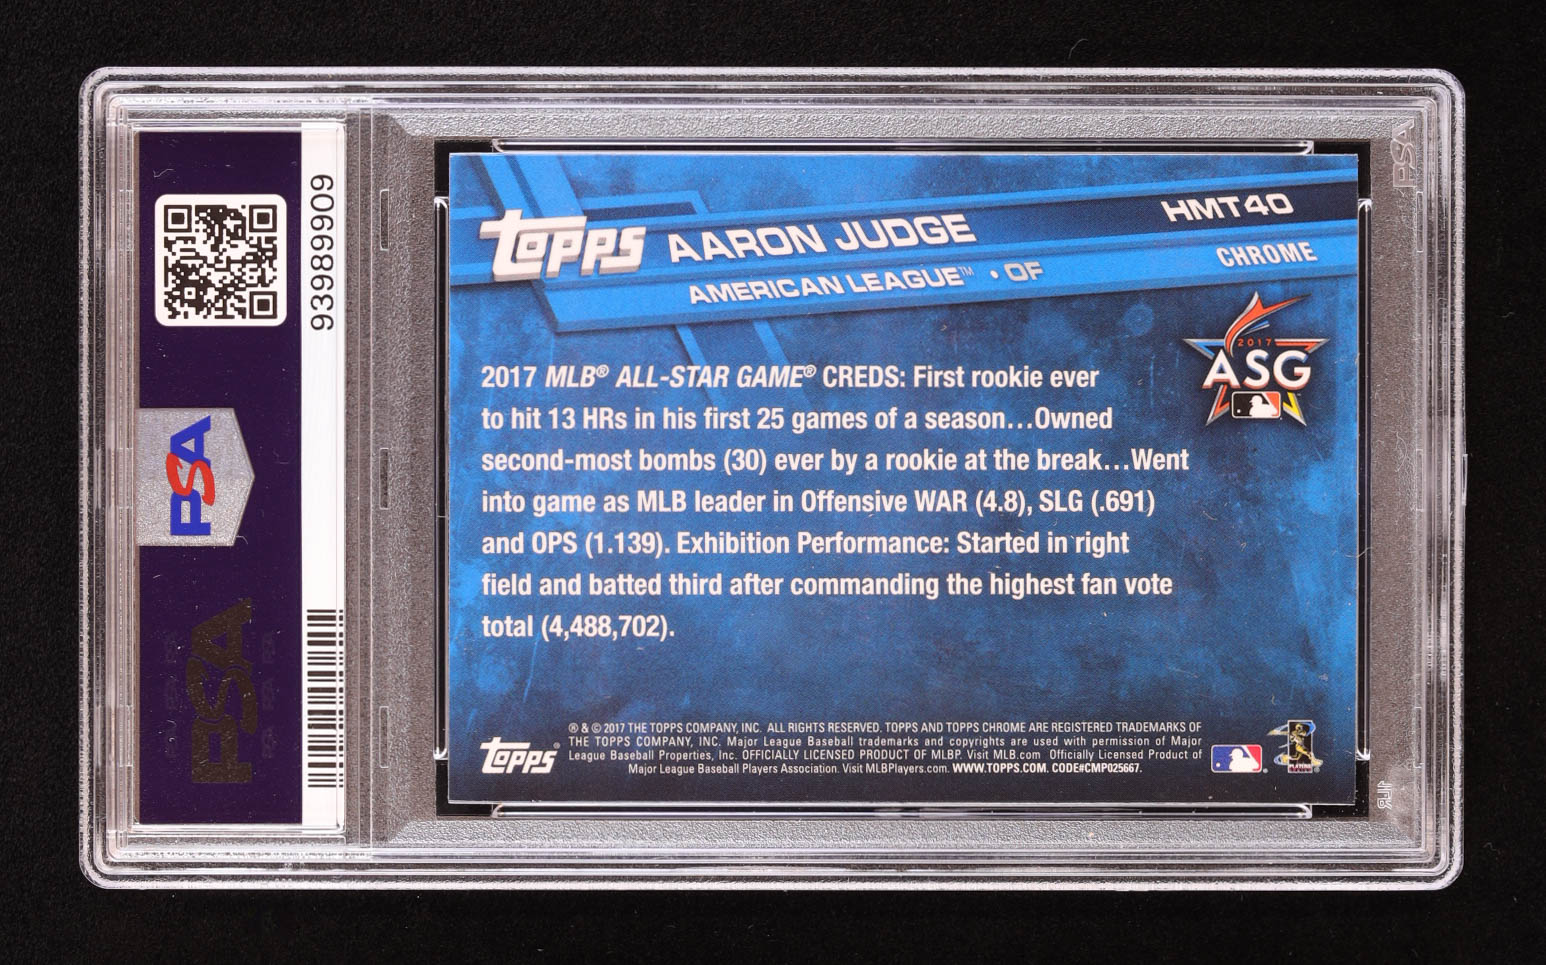 93989909
PSA
PSA
PSA
topps
AARON JUDGE
HMT40
AMERICAN LEAGUE™ • OF
CHROME
2017
ASG
2017 MLB® ALL-STAR GAME® CREDS: First rookie ever
to hit 13 HRs in his first 25 games of a season...Owned
second-most bombs (30) ever by a rookie at the break...Went
into game as MLB leader in Offensive WAR (4.8), SLG (.691)
and OPS (1.139). Exhibition Performance: Started in right
field and batted third after commanding the highest fan vote
total (4,488,702).
topps®
® & © 2017 THE TOPPS COMPANY, INC. ALL RIGHTS RESERVED. TOPPS AND TOPPS CHROME ARE REGISTERED TRADEMARKS OF
THE TOPPS COMPANY, INC. Major League Baseball trademarks and copyrights are used with permission of Major
League Baseball Properties, Inc. OFFICIALLY LICENSED PRODUCT OF MLBP. Visit MLB.com Officially Licensed Product of
Major League Baseball Players Association. Visit MLBPlayers.com. WWW.TOPPS.COM. CODE#CMP025667.